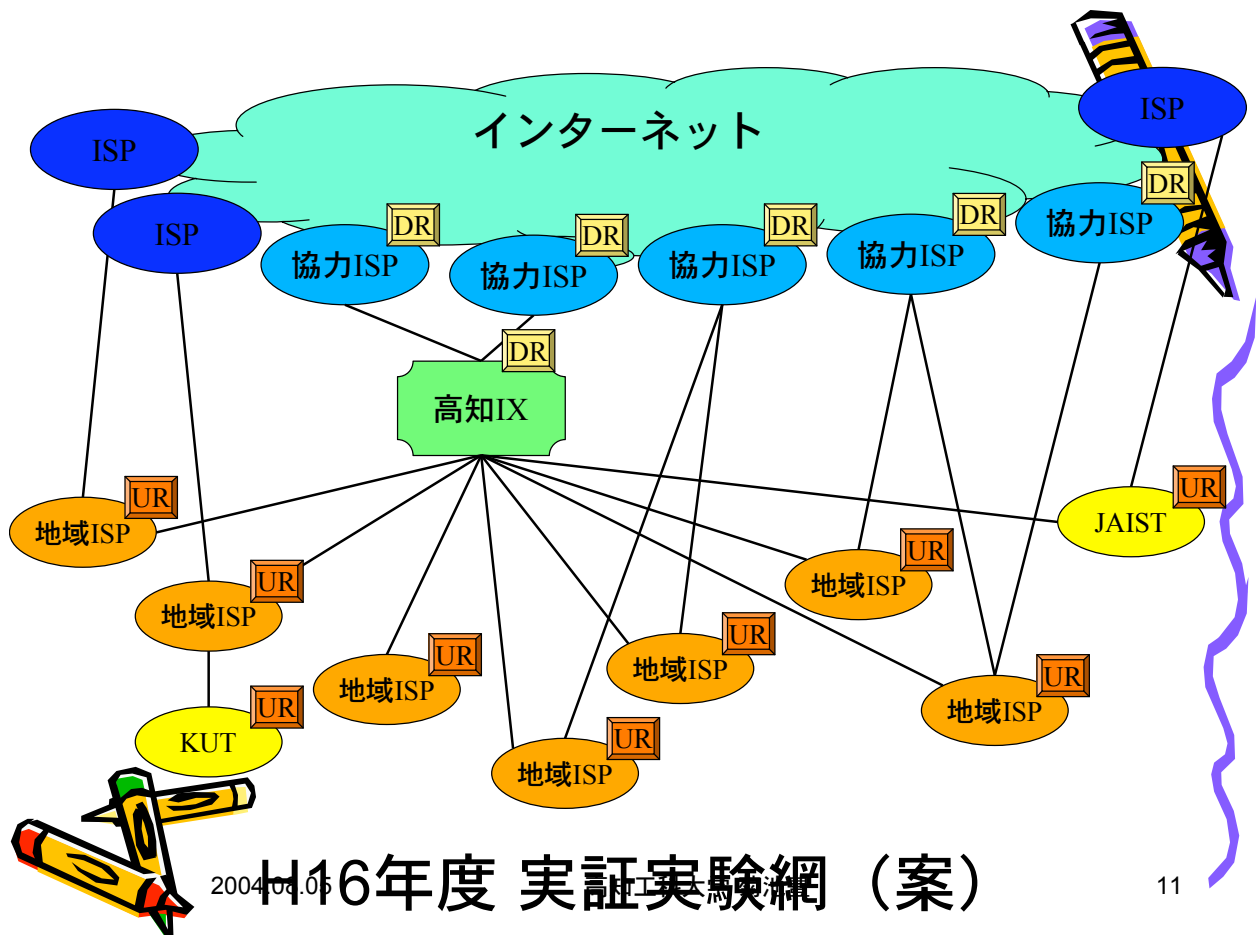 インターネット
ISP
ISP
ISP
DR
DR
DR
DR
DR
協力ISP
協力ISP
協力ISP
協力ISP
協力ISP
DR
高知IX
UR
地域ISP
UR
JAIST
UR
地域ISP
UR
地域ISP
UR
地域ISP
UR
地域ISP
UR
地域ISP
UR
地域ISP
UR
KUT
H16年度 実証実験網（案）
2004.08.05
11